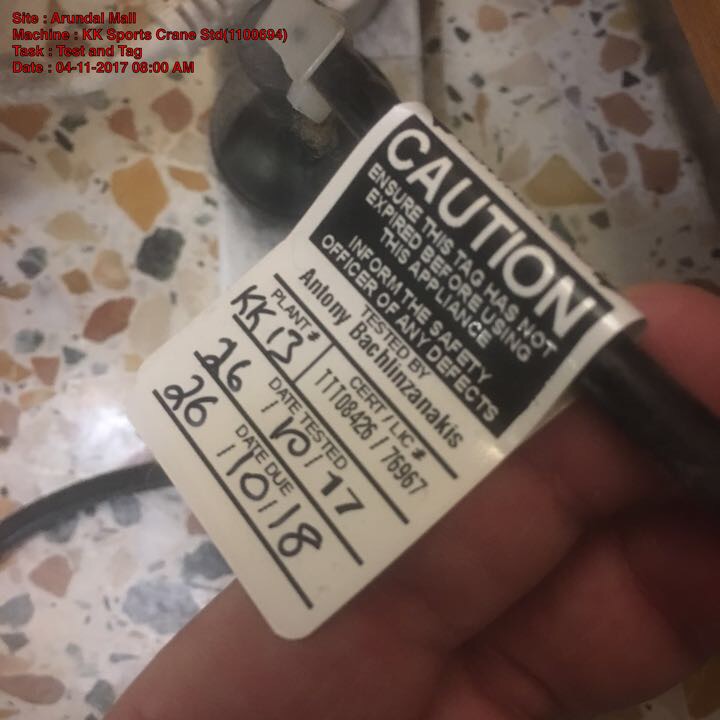 Site : Arundal Mall
Machine : KK Sports Crane Std(1100694)
Task : Test and Tag
Date : 04-11-2017 08:00 AM
CAUTION
ENSURE THIS TAG HAS NOT
EXPIRED BEFORE USING
THIS APPLIANCE
INFORM THE SAFETY
OFFICER OF ANY DEFECTS
TESTED BY
Antony Bachlinzanakis
PLANT #
KK13
CERT / LIC #
TTT08426 / 76967
DATE TESTED
26 / 10 / 17
DATE DUE
26 / 10 / 18